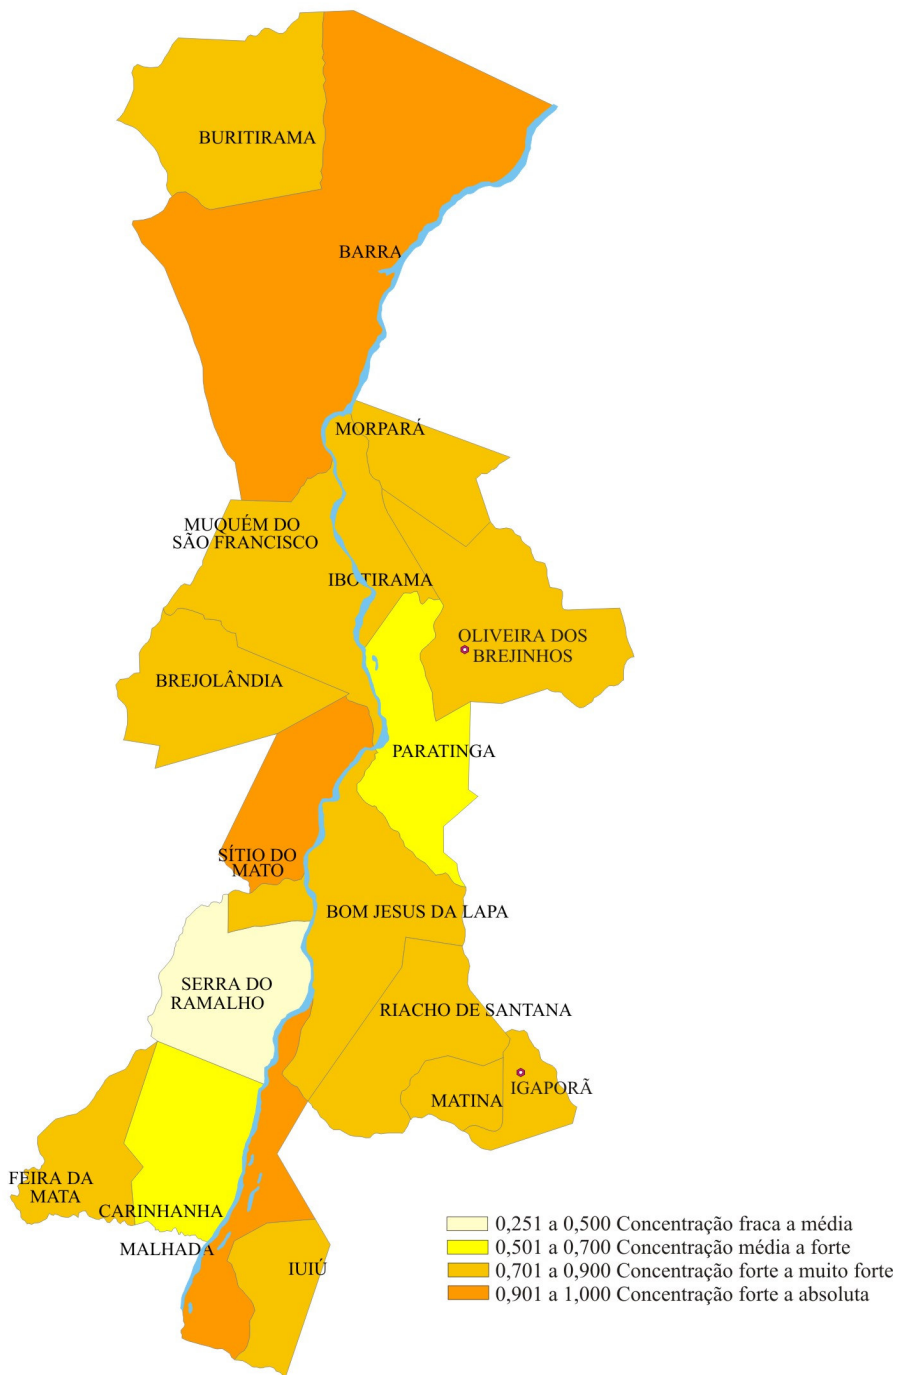 BURITIRAMA
BARRA
MORPARÁ
MUQUÉM DO
SÃO FRANCISCO
IBOTIRAMA
OLIVEIRA DOS
BREJINHOS
BREJOLÂNDIA
PARATINGA
SÍTIO DO
MATO
BOM JESUS DA LAPA
SERRA DO
RAMALHO
RIACHO DE SANTANA
IGAPORÃ
MATINA
FEIRA DA
MATA
CARINHANHA
MALHADA
IUIÚ
0,251 a 0,500 Concentração fraca a média
0,501 a 0,700 Concentração média a forte
0,701 a 0,900 Concentração forte a muito forte
0,901 a 1,000 Concentração forte a absoluta